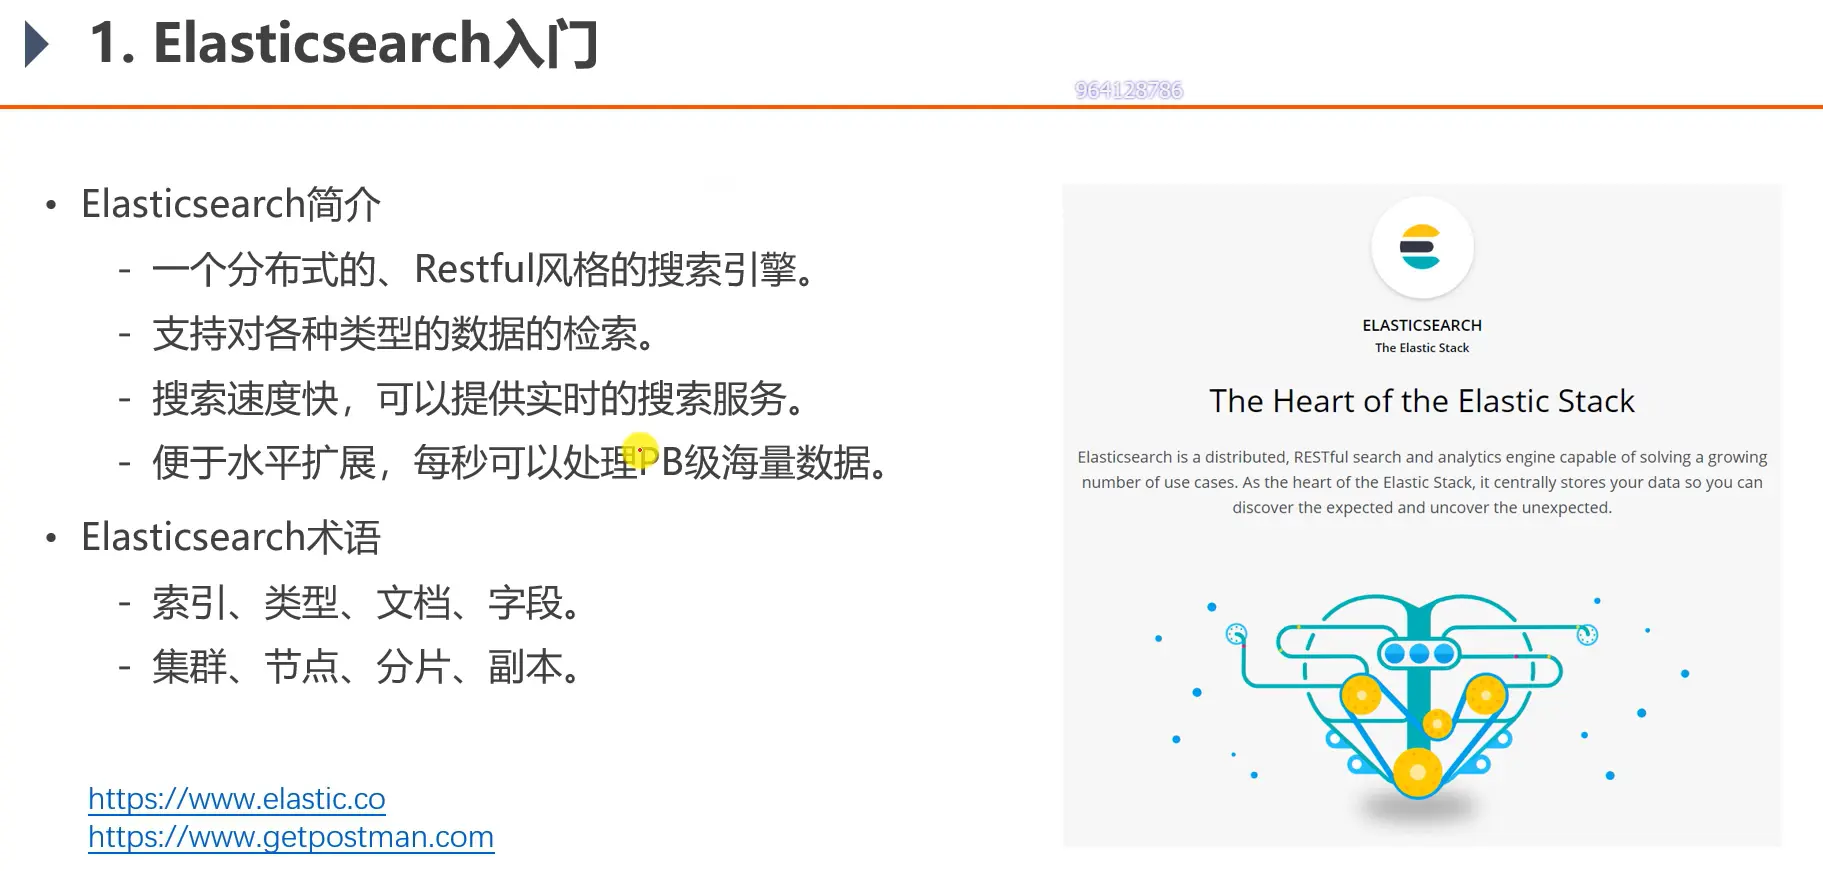 1. Elasticsearch入门
964128786
• Elasticsearch简介
- 一个分布式的、Restful风格的搜索引擎。
- 支持对各种类型的数据的检索。
- 搜索速度快，可以提供实时的搜索服务。
- 便于水平扩展，每秒可以处理PB级海量数据。
• Elasticsearch术语
- 索引、类型、文档、字段。
- 集群、节点、分片、副本。
https://www.elastic.co
https://www.getpostman.com
ELASTICSEARCH
The Elastic Stack
The Heart of the Elastic Stack
Elasticsearch is a distributed, RESTful search and analytics engine capable of solving a growing
number of use cases. As the heart of the Elastic Stack, it centrally stores your data so you can
discover the expected and uncover the unexpected.